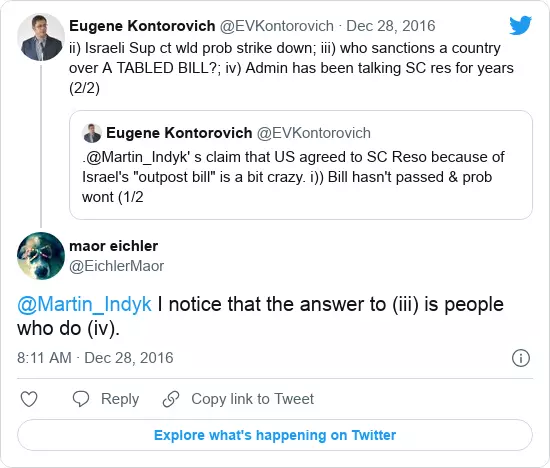 Eugene Kontorovich @EVKontorovich · Dec 28, 2016
ii) Israeli Sup ct wld prob strike down; iii) who sanctions a country
over A TABLED BILL?; iv) Admin has been talking SC res for years
(2/2)
Eugene Kontorovich @EVKontorovich
.@Martin_Indyk' s claim that US agreed to SC Reso because of
Israel's "outpost bill" is a bit crazy. i)) Bill hasn't passed & prob
wont (1/2
maor eichler
@EichlerMaor
@Martin_Indyk I notice that the answer to (iii) is people
who do (iv).
8:11 AM · Dec 28, 2016
Reply
Copy link to Tweet
Explore what's happening on Twitter